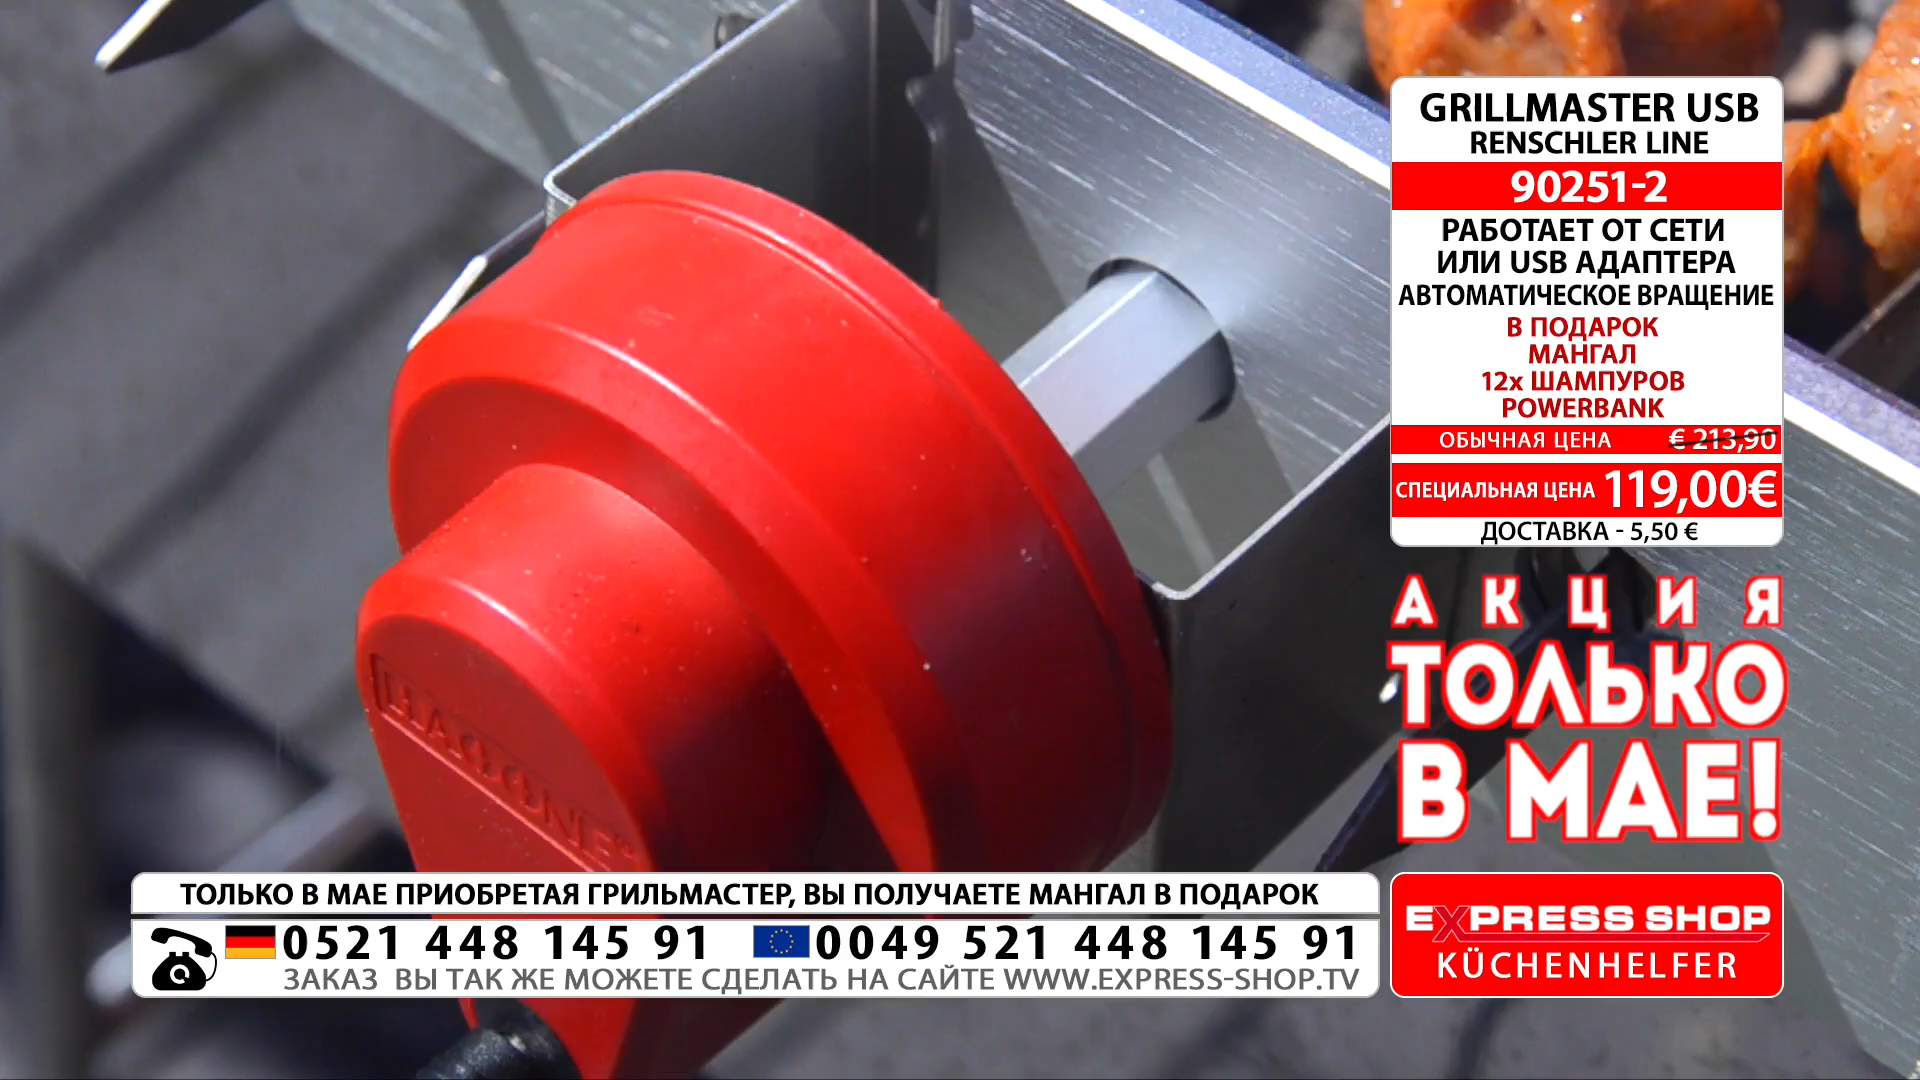 GRILLMASTER USB
RENSCHLER LINE
90251-2
РАБОТАЕТ ОТ СЕТИ
ИЛИ USB АДАПТЕРА
АВТОМАТИЧЕСКОЕ ВРАЩЕНИЕ
В ПОДАРОК
МАНГАЛ
12x ШАМПУРОВ
POWERBANK
ОБЫЧНАЯ ЦЕНА € 213,90
СПЕЦИАЛЬНАЯ ЦЕНА 119,00€
ДОСТАВКА - 5,50 €
АКЦИЯ
ТОЛЬКО
В МАЕ!
HAOONE
ТОЛЬКО В МАЕ ПРИОБРЕТАЯ ГРИЛЬМАСТЕР, ВЫ ПОЛУЧАЕТЕ МАНГАЛ В ПОДАРОК
0521 448 145 91 0049 521 448 145 91
ЗАКАЗ ВЫ ТАК ЖЕ МОЖЕТЕ СДЕЛАТЬ НА САЙТЕ WWW.EXPRESS-SHOP.TV
EXPRESS SHOP
KÜCHENHELFER